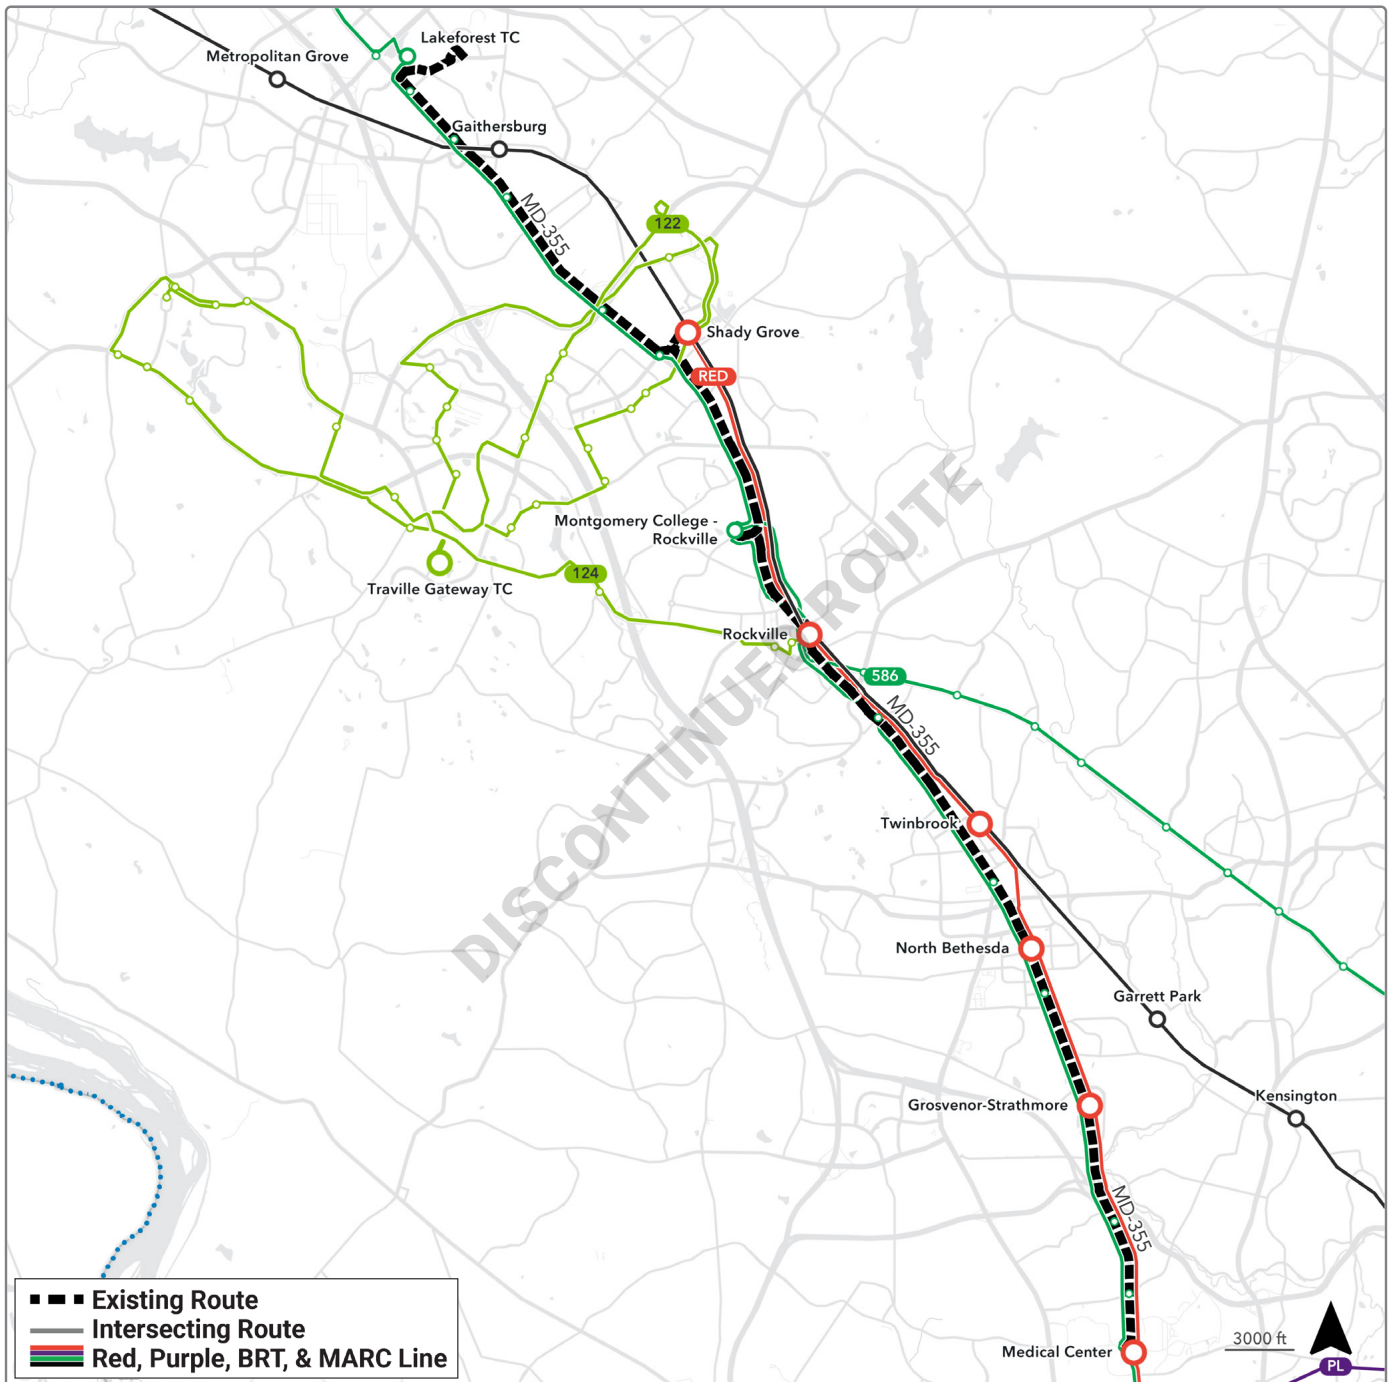 Lakeforest TC
Metropolitan Grove
Gaithersburg
MD-355
122
Shady Grove
RED
Montgomery College -
Rockville
124
Traville Gateway TC
Rockville
586
DISCONTINUED ROUTE
MD-355
Twinbrook
North Bethesda
Garrett Park
Kensington
Grosvenor-Strathmore
MD-355
Existing Route
Intersecting Route
Red, Purple, BRT, & MARC Line
3000 ft
Medical Center
PL